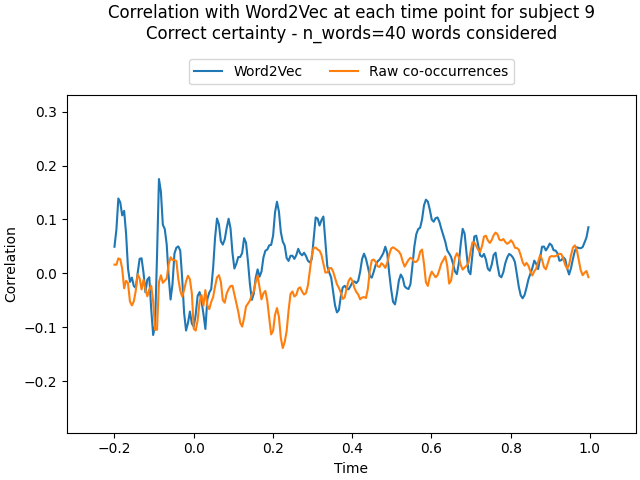 Correlation with Word2Vec at each time point for subject 9
Correct certainty - n_words=40 words considered
Word2Vec
Raw co-occurrences
0.3
0.2
0.1
0.0
−0.1
−0.2
Correlation
−0.2
0.0
0.2
0.4
0.6
0.8
1.0
Time